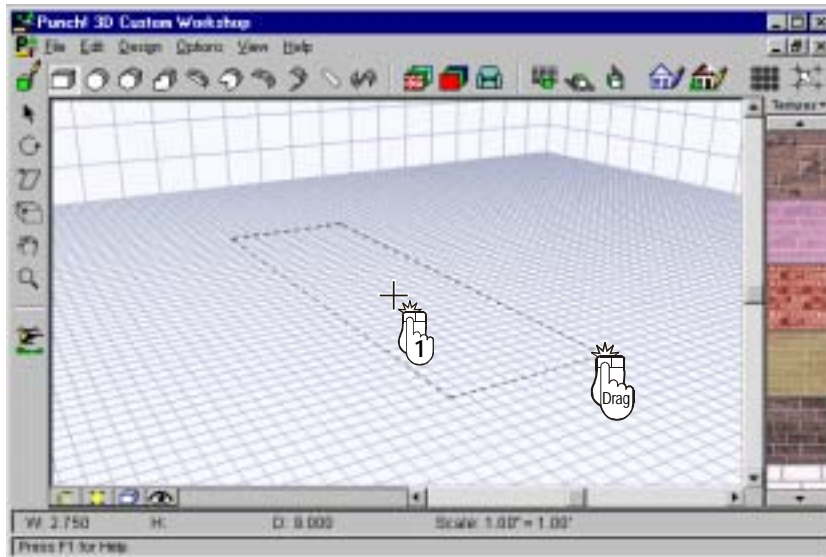 Punch! 3D Custom Workshop
File Edit Design Options View Help
Textures
1
Drag
W: 2.750 H: D: 8.000 Scale: 1.00" = 1.00"
Press F1 for Help